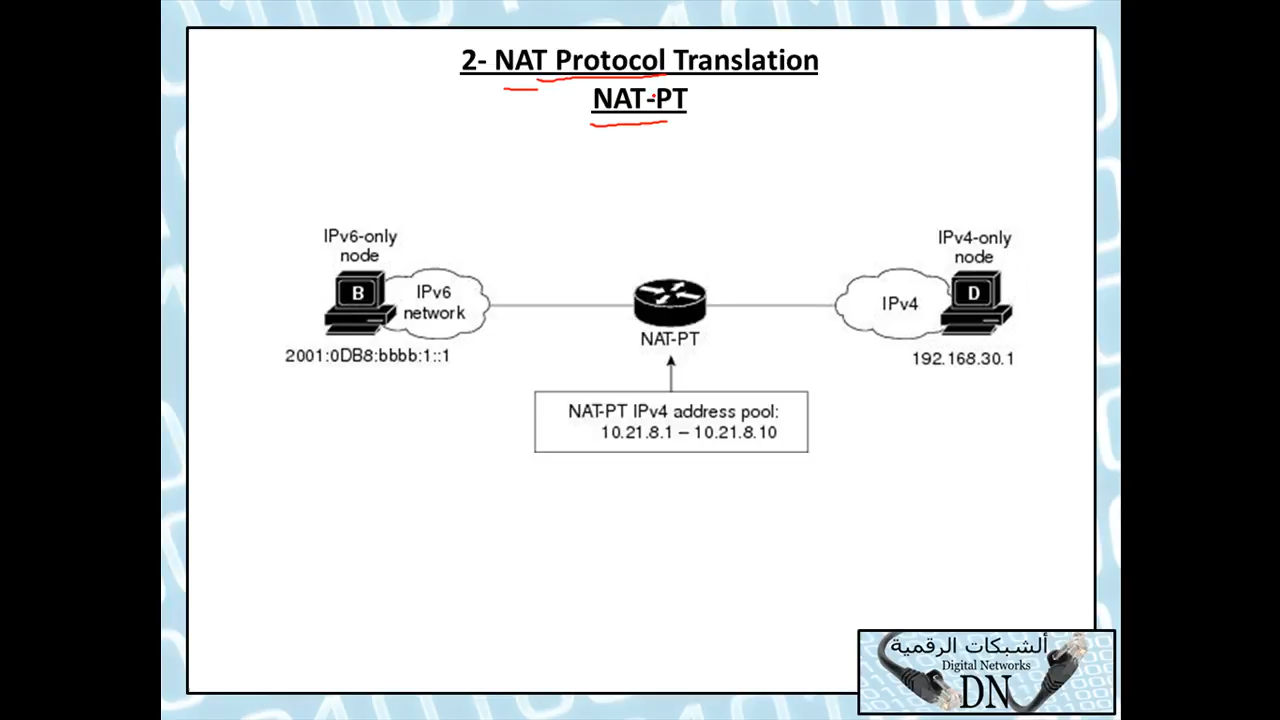 2- NAT Protocol Translation
NAT-PT
IPv6-only
node
B
IPv6
network
2001:0DB8:bbbb:1::1
NAT-PT
NAT-PT IPv4 address pool:
10.21.8.1 – 10.21.8.10
IPv4-only
node
IPv4
D
192.168.30.1
ألشبكات الرقمية
Digital Networks
DN